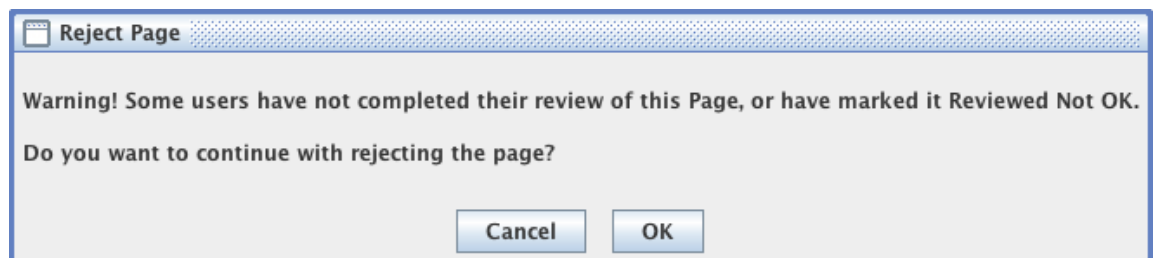 Reject Page
Warning! Some users have not completed their review of this Page, or have marked it Reviewed Not OK.
Do you want to continue with rejecting the page?
Cancel OK